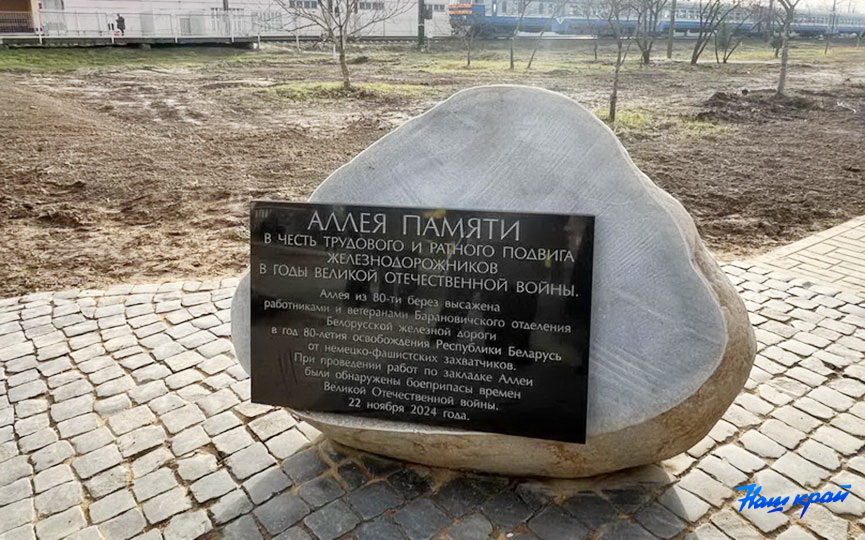 АЛЛЕЯ ПАМЯТИ
В ЧЕСТЬ ТРУДОВОГО И РАТНОГО ПОДВИГА
ЖЕЛЕЗНОДОРОЖНИКОВ
В ГОДЫ ВЕЛИКОЙ ОТЕЧЕСТВЕННОЙ ВОЙНЫ.
Аллея из 80-ти берез высажена
работниками и ветеранами Барановичского отделения
Белорусской железной дороги
в год 80-летия освобождения Республики Беларусь
от немецко-фашистских захватчиков.
При проведении работ по закладке Аллеи
были обнаружены боеприпасы времен
Великой Отечественной войны.
22 ноября 2024 года.
Наш край